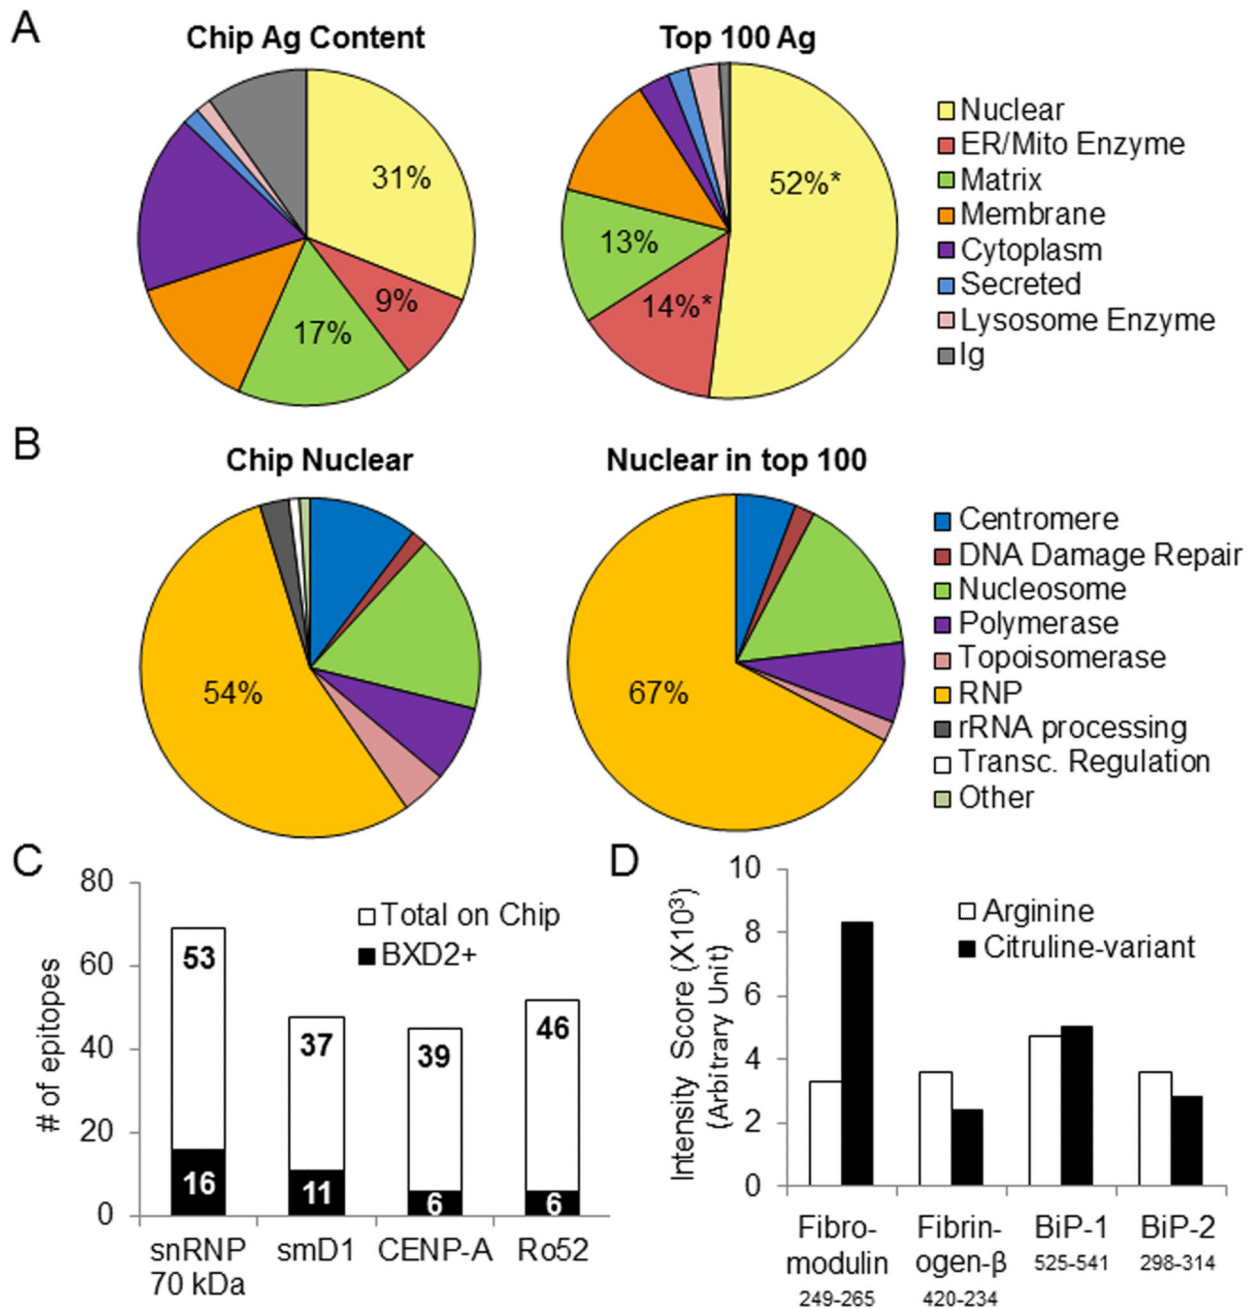 A
Chip Ag Content
Top 100 Ag
31%
9%
17%
52%*
14%*
13%
Nuclear
ER/Mito Enzyme
Matrix
Membrane
Cytoplasm
Secreted
Lysosome Enzyme
Ig
B
Chip Nuclear
Nuclear in top 100
54%
67%
Centromere
DNA Damage Repair
Nucleosome
Polymerase
Topoisomerase
RNP
rRNA processing
Transc. Regulation
Other
C
# of epitopes
80
60
40
20
0
Total on Chip
BXD2+
53
16
37
11
39
6
46
6
snRNP
70 kDa
smD1
CENP-A
Ro52
D
Intensity Score (X10³)
(Arbitrary Unit)
10
8
6
4
2
0
Arginine
Citruline-variant
Fibro-
modulin
249-265
Fibrin-
ogen-β
420-234
BiP-1
525-541
BiP-2
298-314